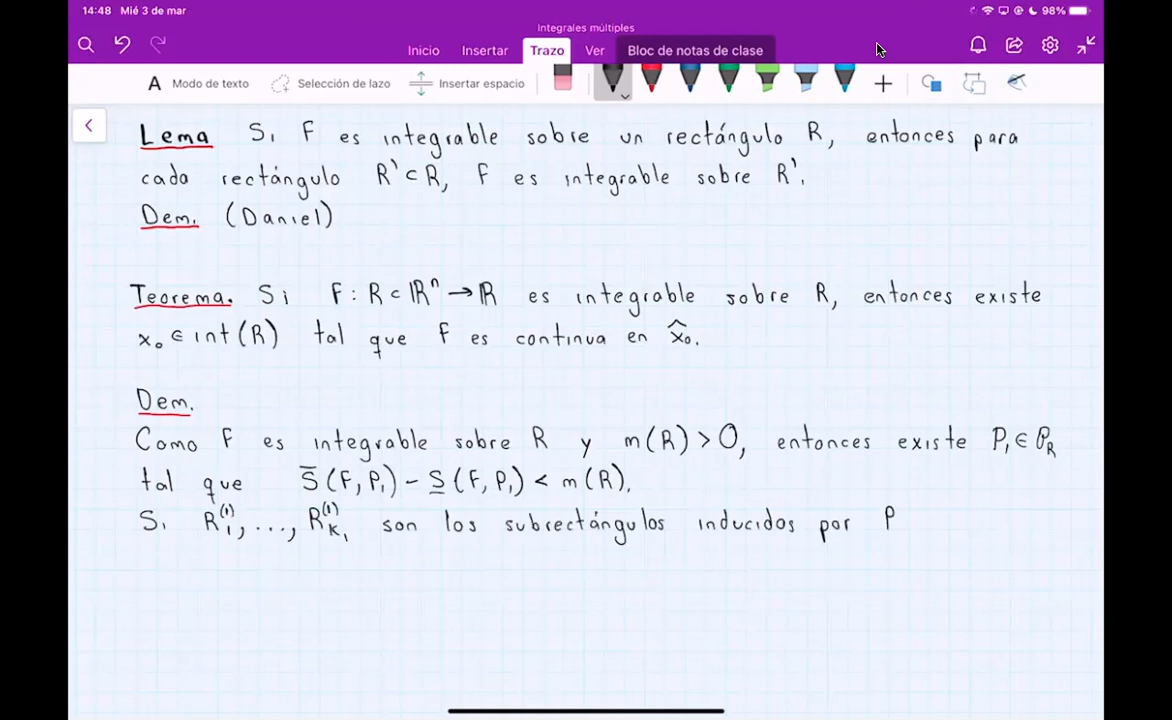 14:48 Mié 3 de mar 98%
Integrales múltiples
Inicio Insertar Trazo Ver Bloc de notas de clase
A Modo de texto Selección de lazo Insertar espacio
Lema Si F es integrable sobre un rectángulo R, entonces para
cada rectángulo R' ⊂ R, F es integrable sobre R'.
Dem. (Daniel)
Teorema. Si F: R ⊂ ℝⁿ → ℝ es integrable sobre R, entonces existe
x₀ ∈ int(R) tal que F es continua en x̂₀.
Dem.
Como F es integrable sobre R y m(R) > 0, entonces existe P₁ ∈ 𝒫_R
tal que S̅(F, P₁) - S̲(F, P₁) < m(R).
Si R₁⁽¹⁾, ..., R_{K₁}⁽¹⁾ son los subrectángulos inducidos por P